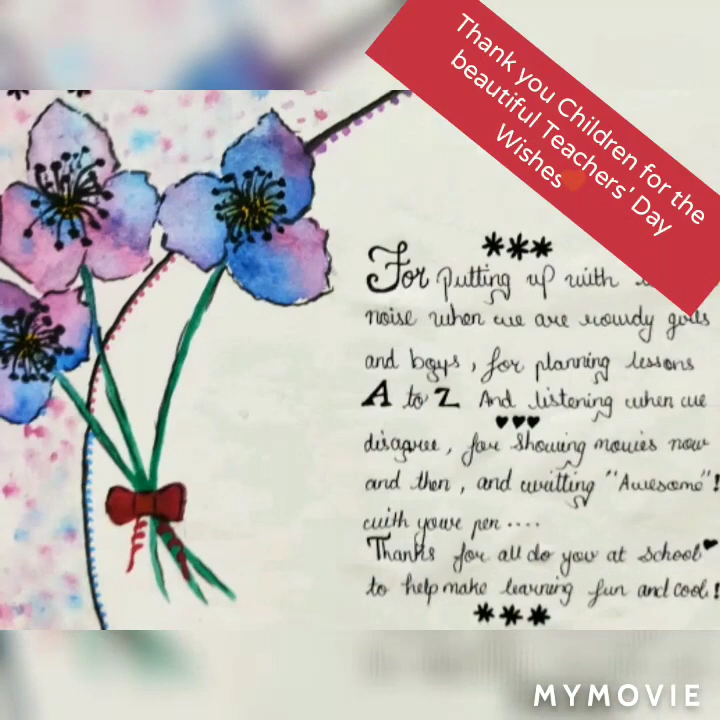 Thank you Children for the
beautiful Teachers' Day
Wishes
For putting up with
noise when we are rowdy girls
and boys, for planning lessons
A to Z And listening when we
disagree, for showing movies now
and then, and writting "Awesome"!
with youre pen ....
Thanks for all do you at school
to help make learning fun and cool!
MYMOVIE